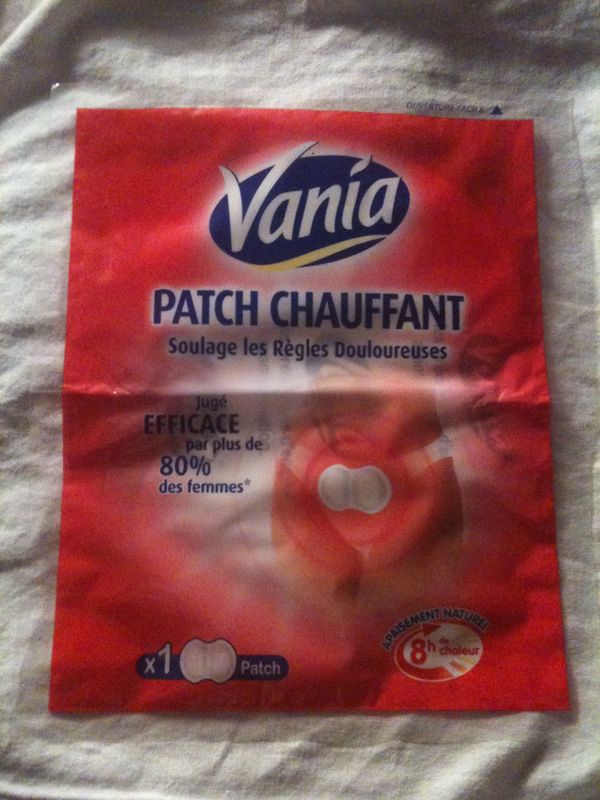 OUVERTURE FACILE
Vania
PATCH CHAUFFANT
Soulage les Règles Douloureuses
Jugé
EFFICACE
par plus de
80%
des femmes*
APAISEMENT NATUREL
8h de chaleur
x1 Patch